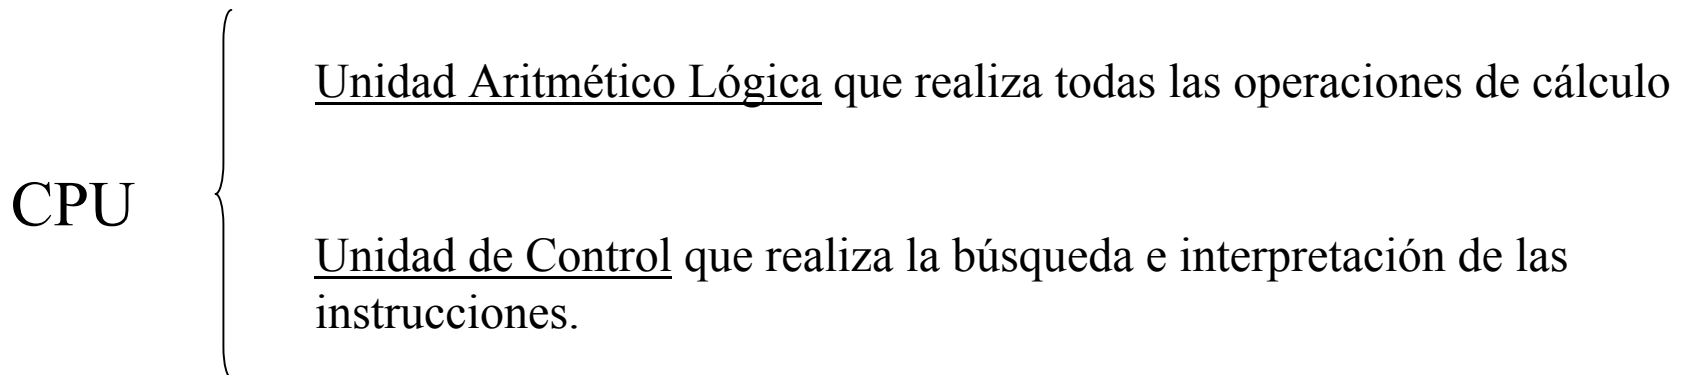 Unidad Aritmético Lógica que realiza todas las operaciones de cálculo
CPU
Unidad de Control que realiza la búsqueda e interpretación de las
instrucciones.